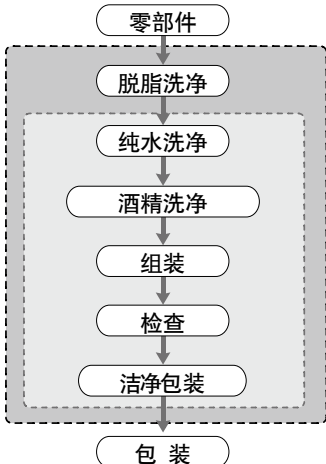 零部件
脱脂洗净
纯水洗净
酒精洗净
组装
检查
洁净包装
包 装